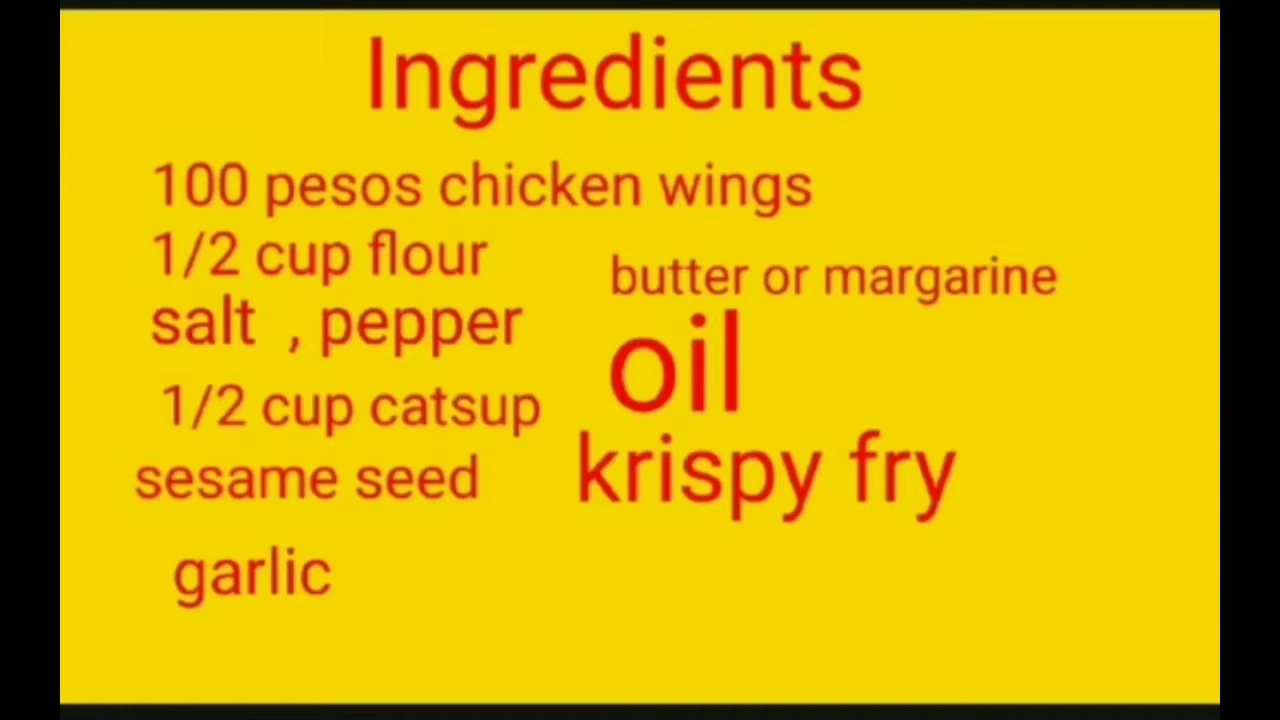 Ingredients
100 pesos chicken wings
1/2 cup flour
salt , pepper
1/2 cup catsup
sesame seed
garlic
butter or margarine
oil
krispy fry